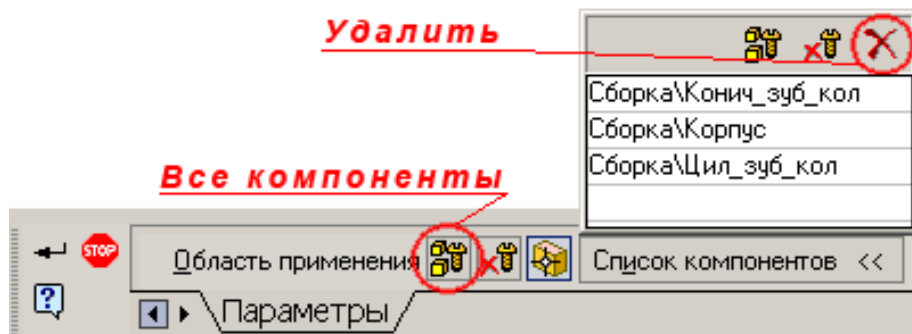 Удалить
Сборка\Конич_зуб_кол
Сборка\Корпус
Сборка\Цил_зуб_кол
Все компоненты
STOP
Область применения
Список компонентов <<
?
Параметры